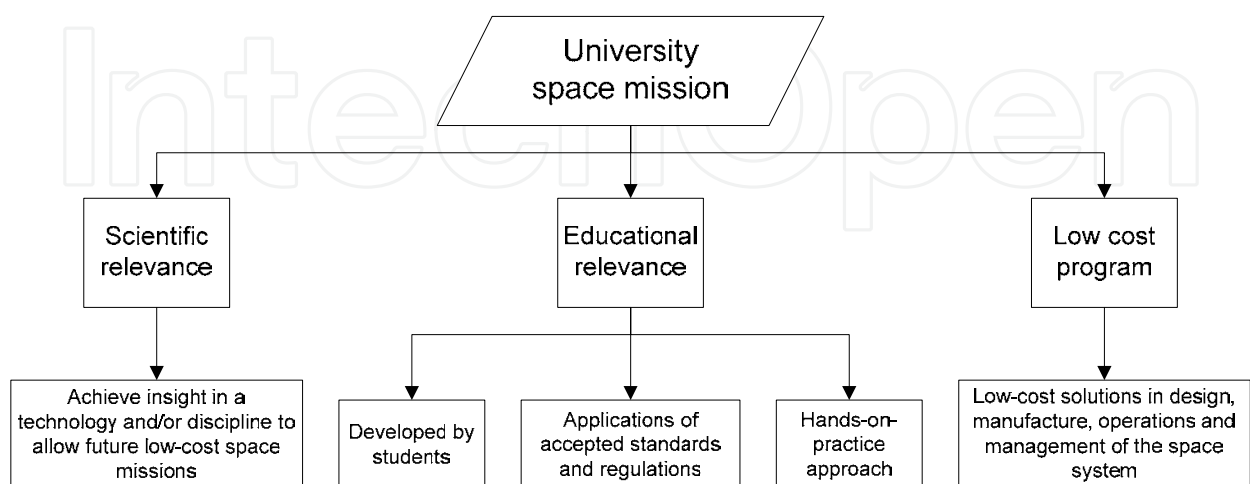 IntechOpen
University
space mission
Scientific
relevance
Educational
relevance
Low cost
program
Achieve insight in a
technology and/or discipline to
allow future low-cost space
missions
Developed by
students
Applications of
accepted standards
and regulations
Hands-on-
practice
approach
Low-cost solutions in design,
manufacture, operations and
management of the space
system